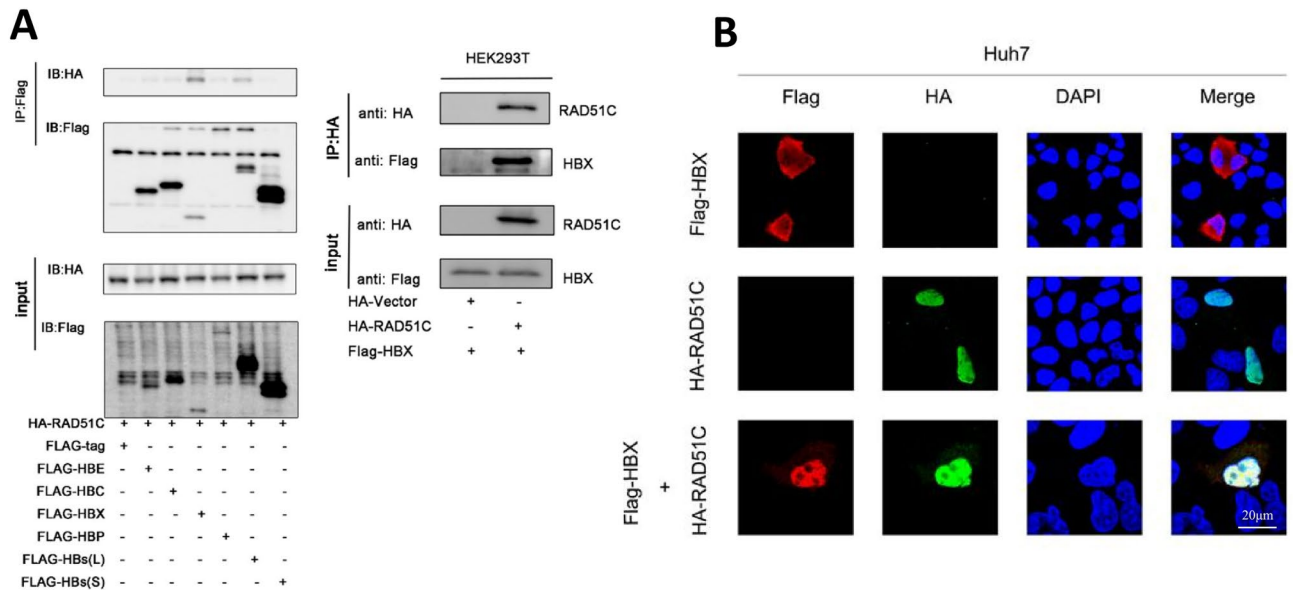 A
IP:Flag
IB:HA
IB:Flag
input
IB:HA
IB:Flag
HA-RAD51C + + + + + + +
FLAG-tag + - - - - - -
FLAG-HBE - + - - - - -
FLAG-HBC - - + - - - -
FLAG-HBX - - - + - - -
FLAG-HBP - - - - + - -
FLAG-HBs(L) - - - - - + -
FLAG-HBs(S) - - - - - - +
HEK293T
IP:HA
anti: HA RAD51C
anti: Flag HBX
input
anti: HA RAD51C
anti: Flag HBX
HA-Vector + -
HA-RAD51C - +
Flag-HBX + +
B
Huh7
Flag HA DAPI Merge
Flag-HBX
HA-RAD51C
Flag-HBX
+
HA-RAD51C
20μm